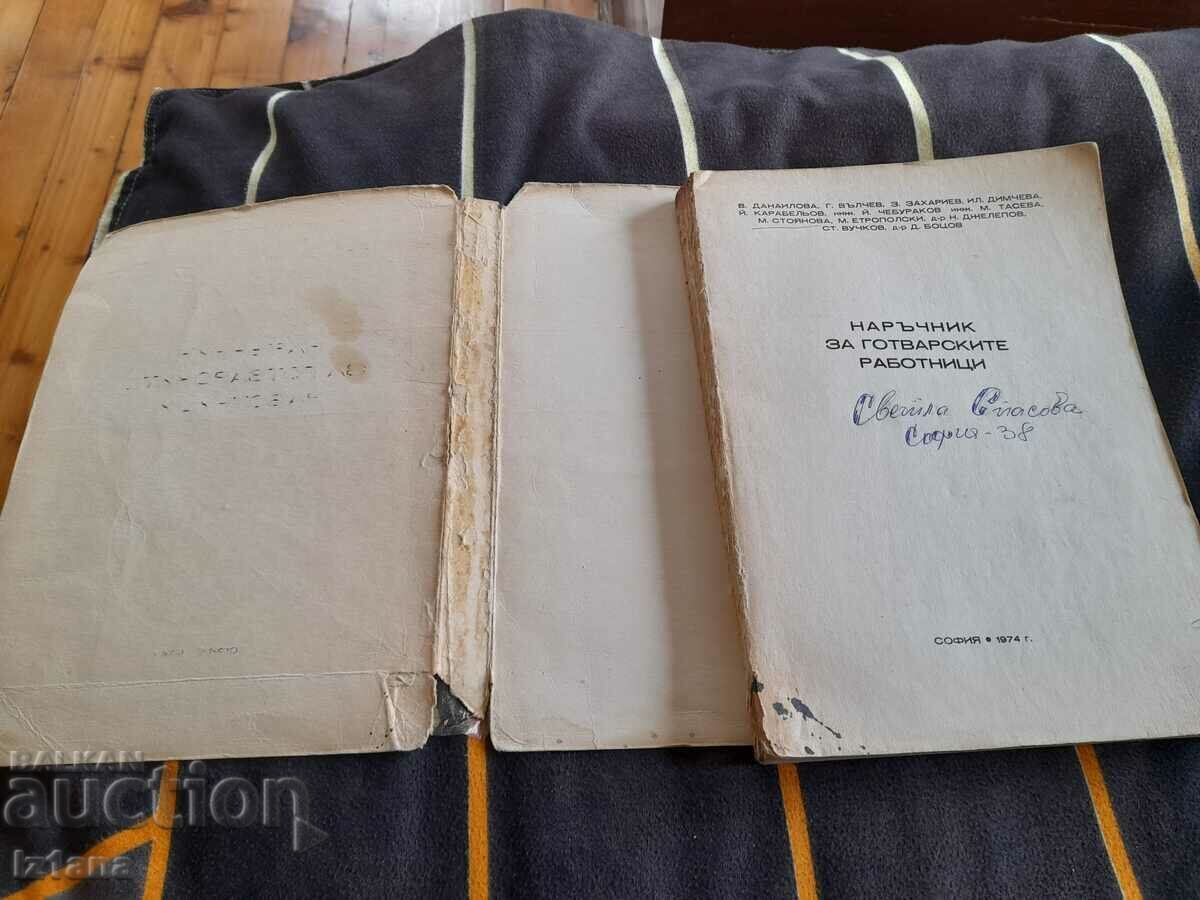 В. ДАНАИЛОВА, Г. ВЪЛЧЕВ, З. ЗАХАРИЕВ, ИЛ. ДИМЧЕВА,
Й. КАРАБЕЛЬОВ, инж. Й. ЧЕБУРАКОВ инж. М. ТАСЕВА,
М. СТОЯНОВА, М. ЕТРОПОЛСКИ, д-р Н. ДЖЕЛЕПОВ,
СТ. ВУЧКОВ, д-р Д. БОЦОВ
НАРЪЧНИК
ЗА ГОТВАРСКИТЕ
РАБОТНИЦИ
Светла Спасова
София - 38
СОФИЯ • 1974 г.
BALKAN
auction
iz1ana